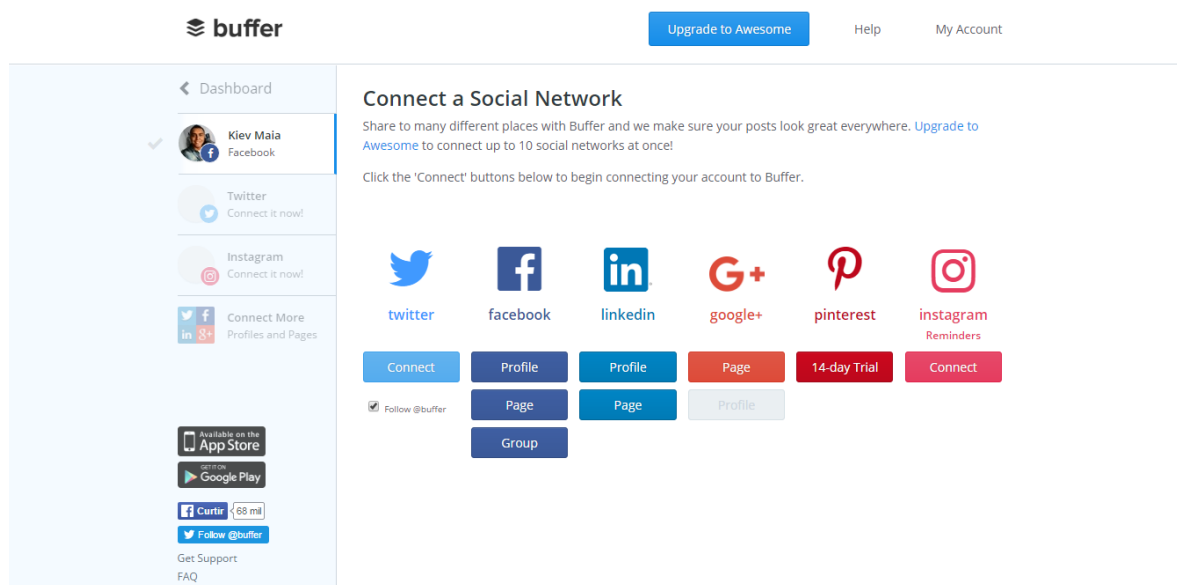 buffer
Upgrade to Awesome
Help
My Account
Dashboard
Kiev Maia
Facebook
Twitter
Connect it now!
Instagram
Connect it now!
Connect More
Profiles and Pages
Available on the
App Store
GET IT ON
Google Play
Curtir
68 mil
Follow @buffer
Get Support
FAQ
Connect a Social Network
Share to many different places with Buffer and we make sure your posts look great everywhere. Upgrade to
Awesome to connect up to 10 social networks at once!
Click the 'Connect' buttons below to begin connecting your account to Buffer.
twitter
facebook
linkedin
google+
pinterest
instagram
Reminders
Connect
Profile
Profile
Page
14-day Trial
Connect
Follow @buffer
Page
Page
Profile
Group